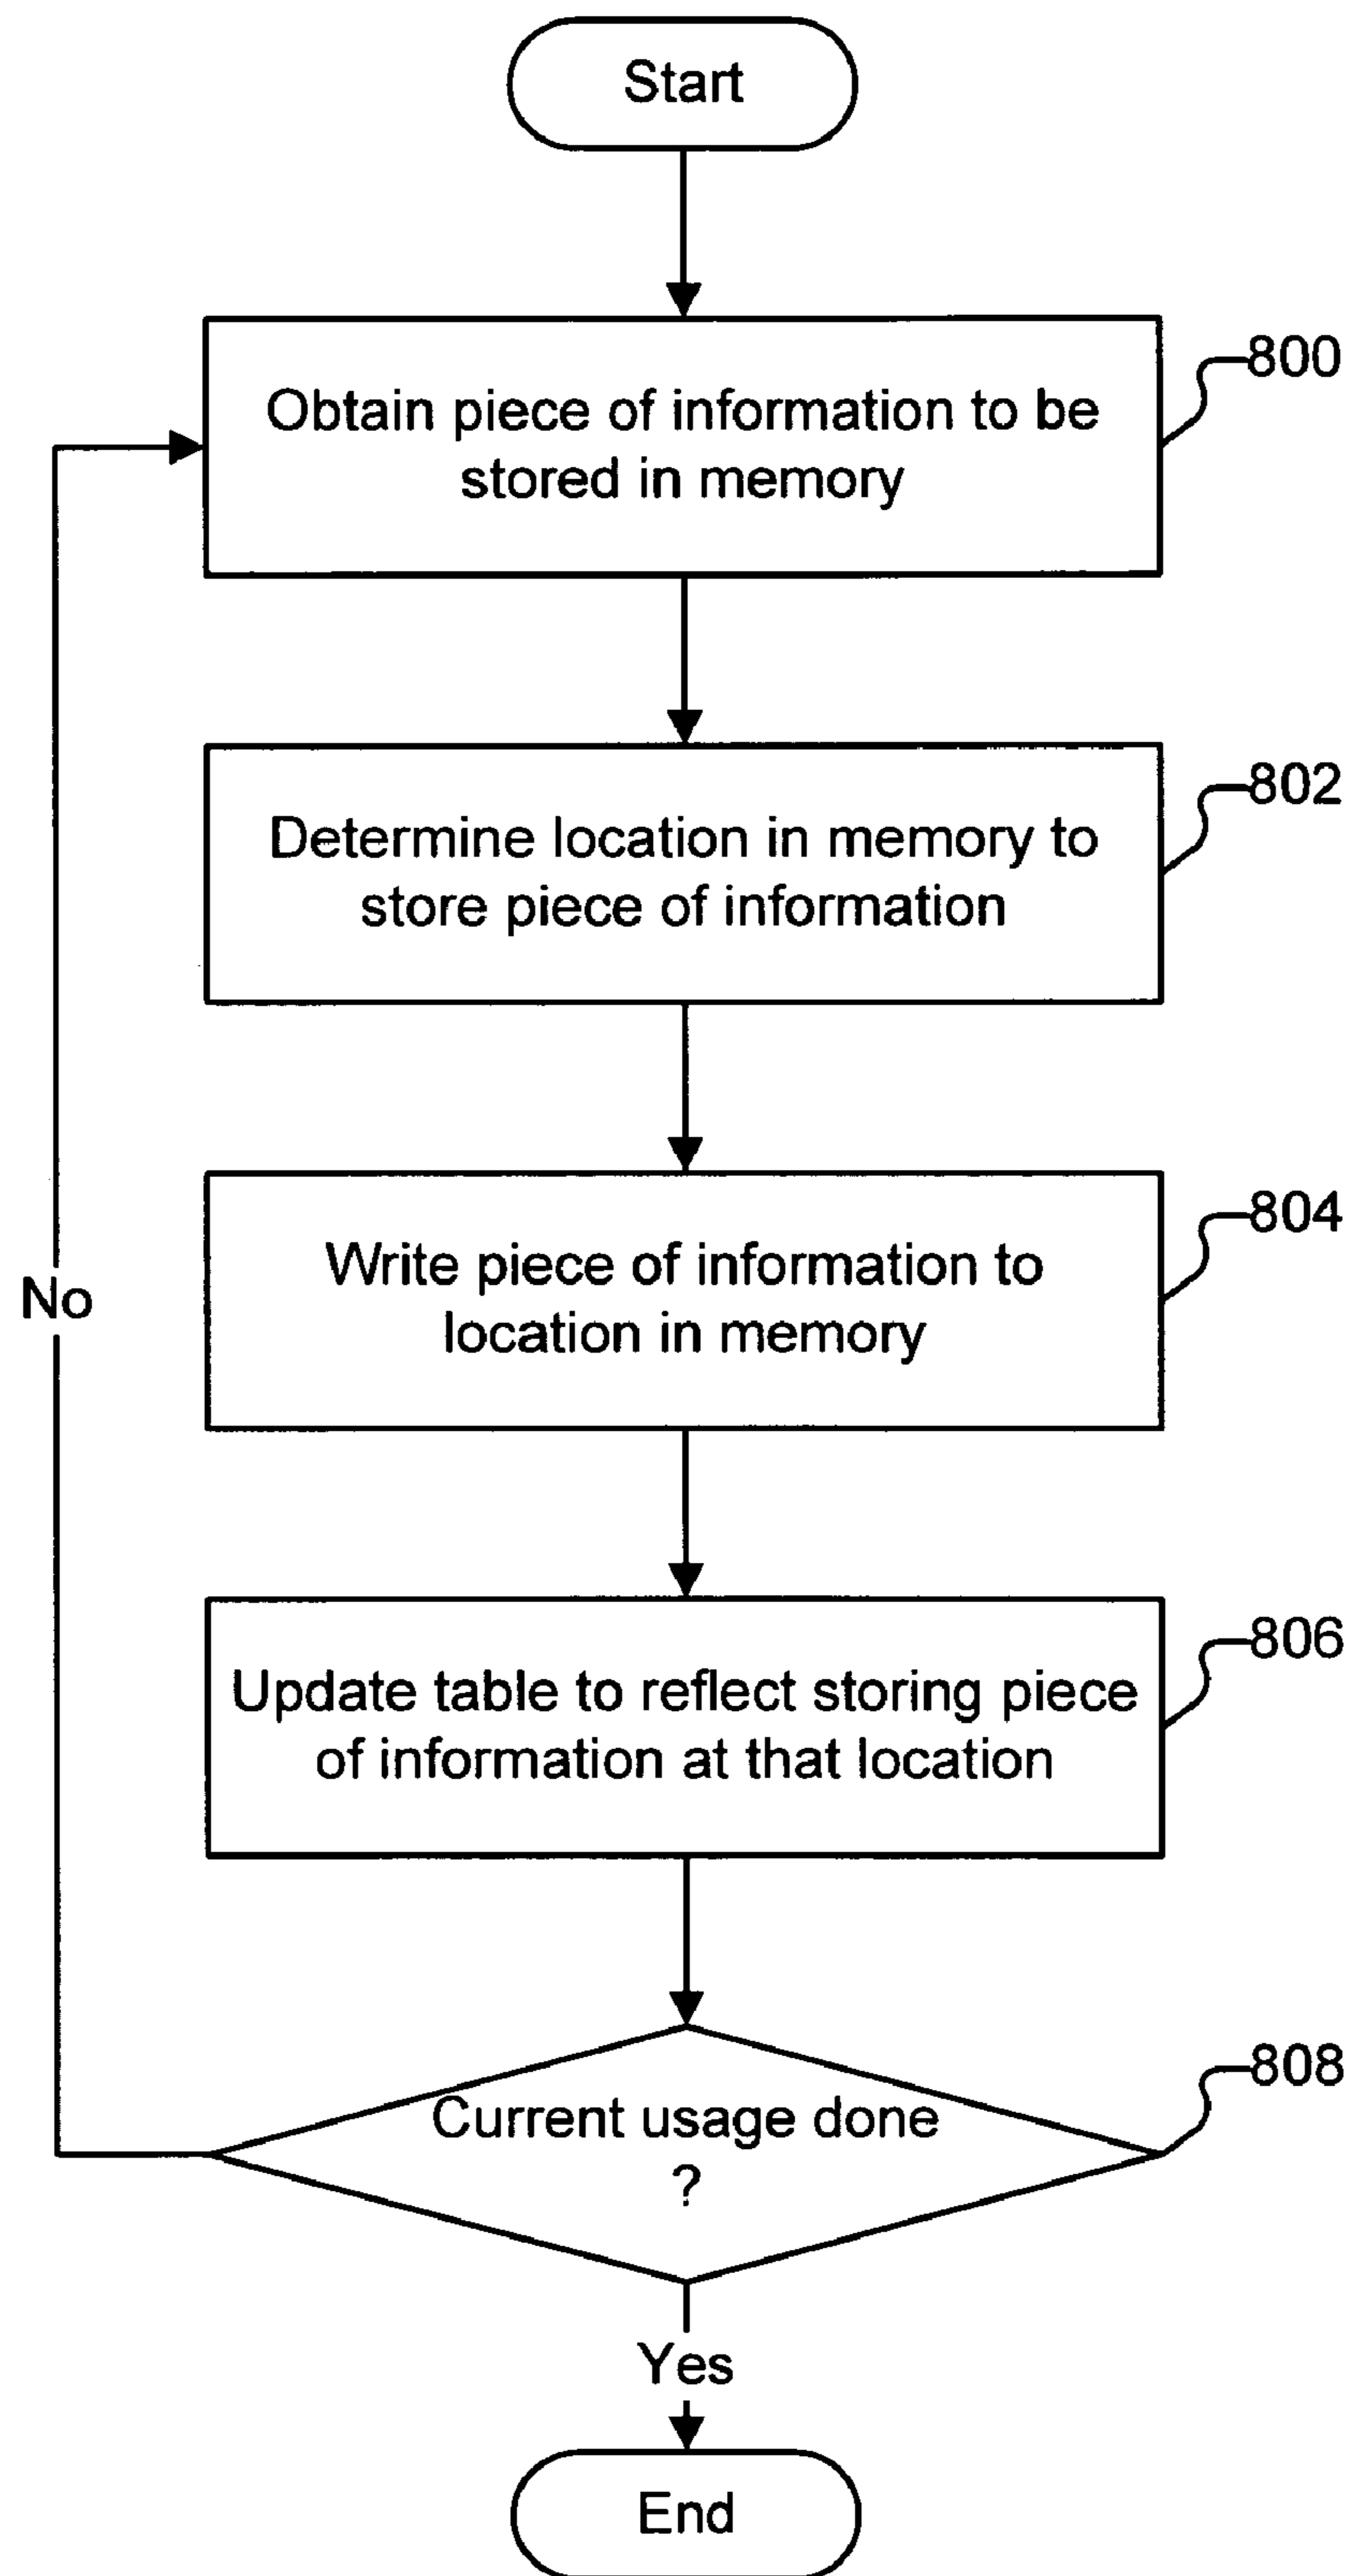 Start
800
Obtain piece of information to be
stored in memory
802
Determine location in memory to
store piece of information
804
Write piece of information to
location in memory
No
806
Update table to reflect storing piece
of information at that location
808
Current usage done
?
Yes
End